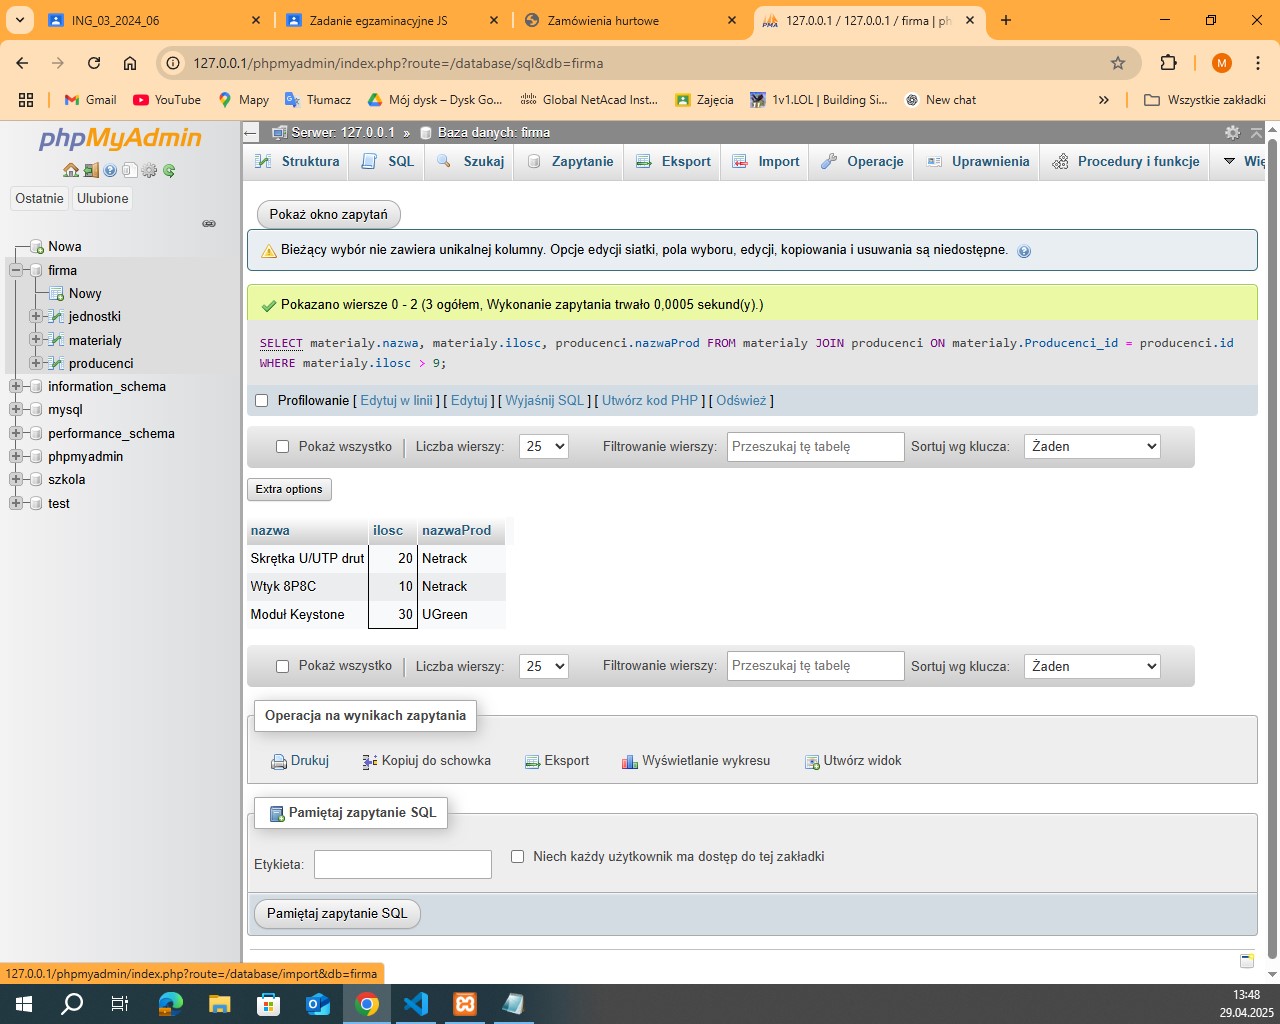 ING_03_2024_06
Zadanie egzaminacyjne JS
Zamówienia hurtowe
127.0.0.1 / 127.0.0.1 / firma | ph
127.0.0.1/phpmyadmin/index.php?route=/database/sql&db=firma
M
Gmail
YouTube
Mapy
Tłumacz
Mój dysk – Dysk Go...
Global NetAcad Inst...
Zajęcia
1v1.LOL | Building Si...
New chat
Wszystkie zakładki
phpMyAdmin
Ostatnie
Ulubione
Nowa
firma
Nowy
jednostki
materialy
producenci
information_schema
mysql
performance_schema
phpmyadmin
szkola
test
Serwer: 127.0.0.1 » Baza danych: firma
Struktura
SQL
Szukaj
Zapytanie
Eksport
Import
Operacje
Uprawnienia
Procedury i funkcje
Wię
Pokaż okno zapytań
Bieżący wybór nie zawiera unikalnej kolumny. Opcje edycji siatki, pola wyboru, edycji, kopiowania i usuwania są niedostępne.
Pokazano wiersze 0 - 2 (3 ogółem, Wykonanie zapytania trwało 0,0005 sekund(y).)
SELECT materialy.nazwa, materialy.ilosc, producenci.nazwaProd FROM materialy JOIN producenci ON materialy.Producenci_id = producenci.id
WHERE materialy.ilosc > 9;
Profilowanie [ Edytuj w linii ] [ Edytuj ] [ Wyjaśnij SQL ] [ Utwórz kod PHP ] [ Odśwież ]
Pokaż wszystko | Liczba wierszy: 25 Filtrowanie wierszy: Przeszukaj tę tabelę Sortuj wg klucza: Żaden
Extra options
nazwa ilosc nazwaProd
Skrętka U/UTP drut 20 Netrack
Wtyk 8P8C 10 Netrack
Moduł Keystone 30 UGreen
Pokaż wszystko | Liczba wierszy: 25 Filtrowanie wierszy: Przeszukaj tę tabelę Sortuj wg klucza: Żaden
Operacja na wynikach zapytania
Drukuj
Kopiuj do schowka
Eksport
Wyświetlanie wykresu
Utwórz widok
Pamiętaj zapytanie SQL
Etykieta:
Niech każdy użytkownik ma dostęp do tej zakładki
Pamiętaj zapytanie SQL
127.0.0.1/phpmyadmin/index.php?route=/database/import&db=firma
13:48
29.04.2025